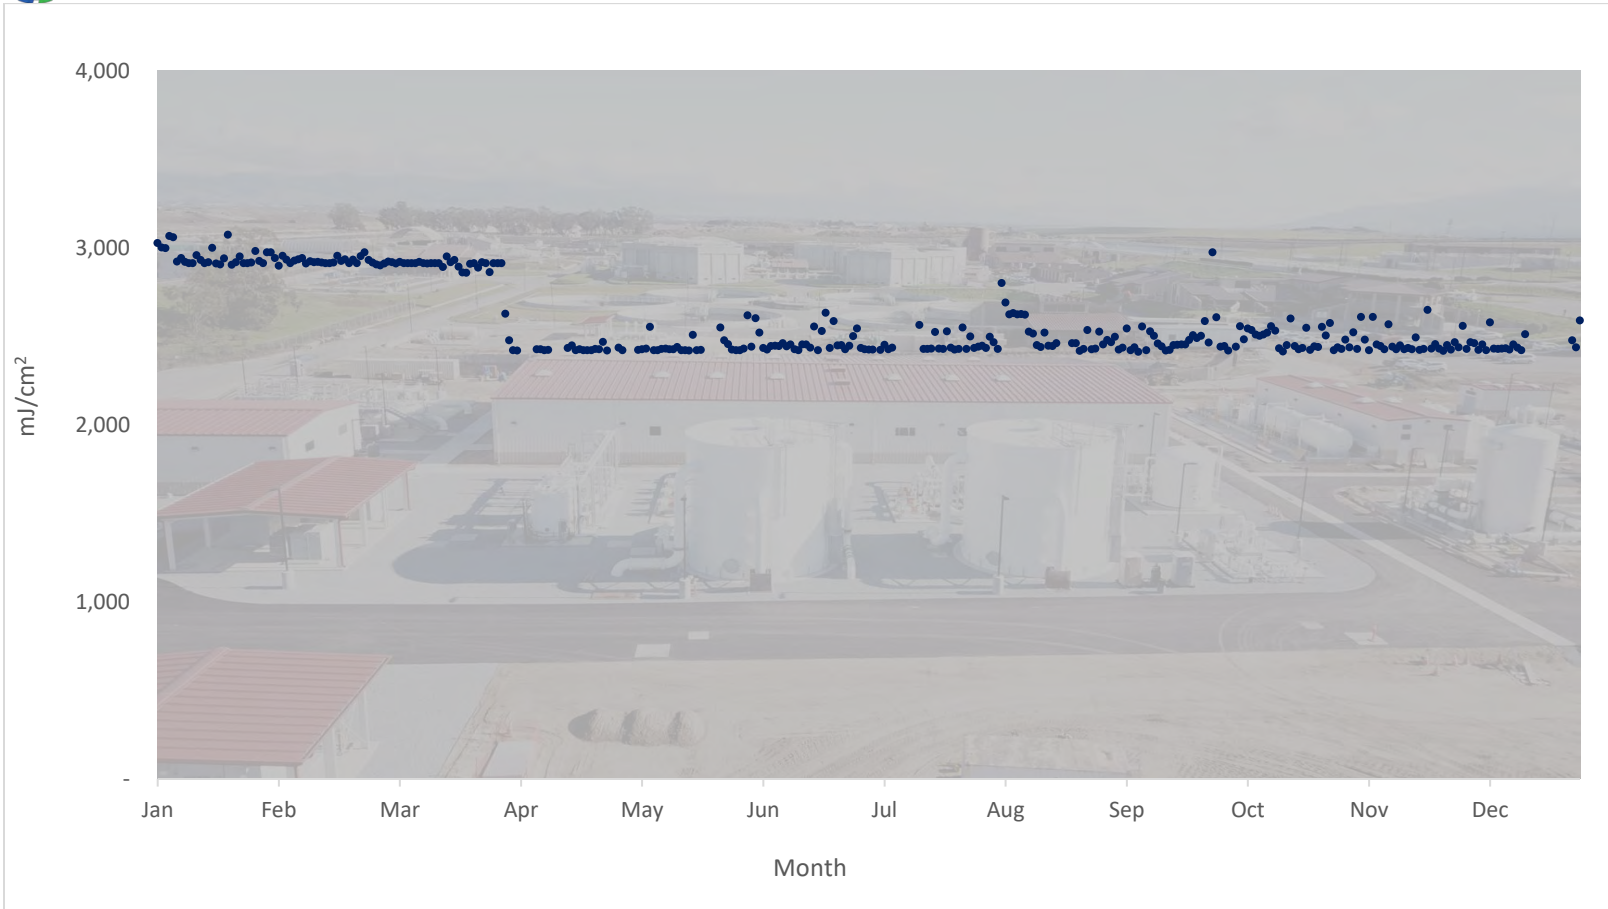 4,000
3,000
2,000
1,000
-
mJ/cm²
Jan Feb Mar Apr May Jun Jul Aug Sep Oct Nov Dec
Month